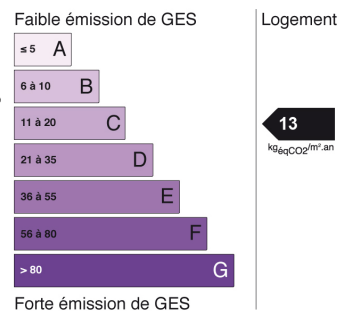 Faible émission de GES
Logement
≤ 5 A
6 à 10 B
11 à 20 C
13
kgéqCO2/m².an
21 à 35 D
36 à 55 E
56 à 80 F
> 80 G
Forte émission de GES